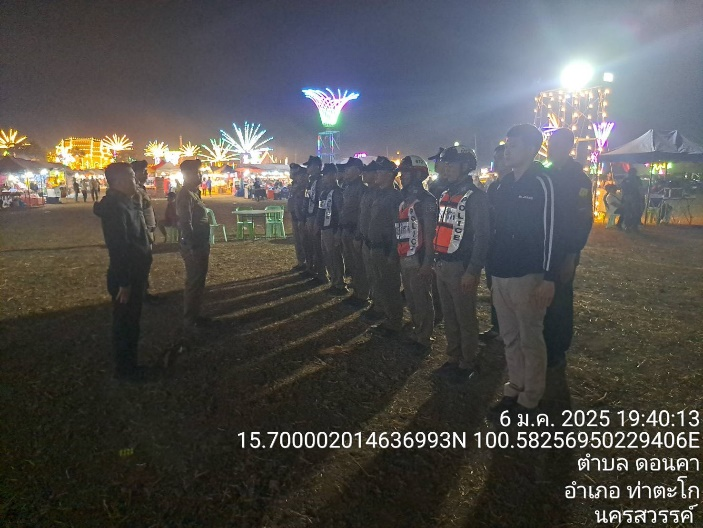 POLICE
6 ม.ค. 2025 19:40:13
15.700002014636993N 100.58256950229406E
ตำบล ดอนคา
อำเภอ ท่าตะโก
นครสวรรค์